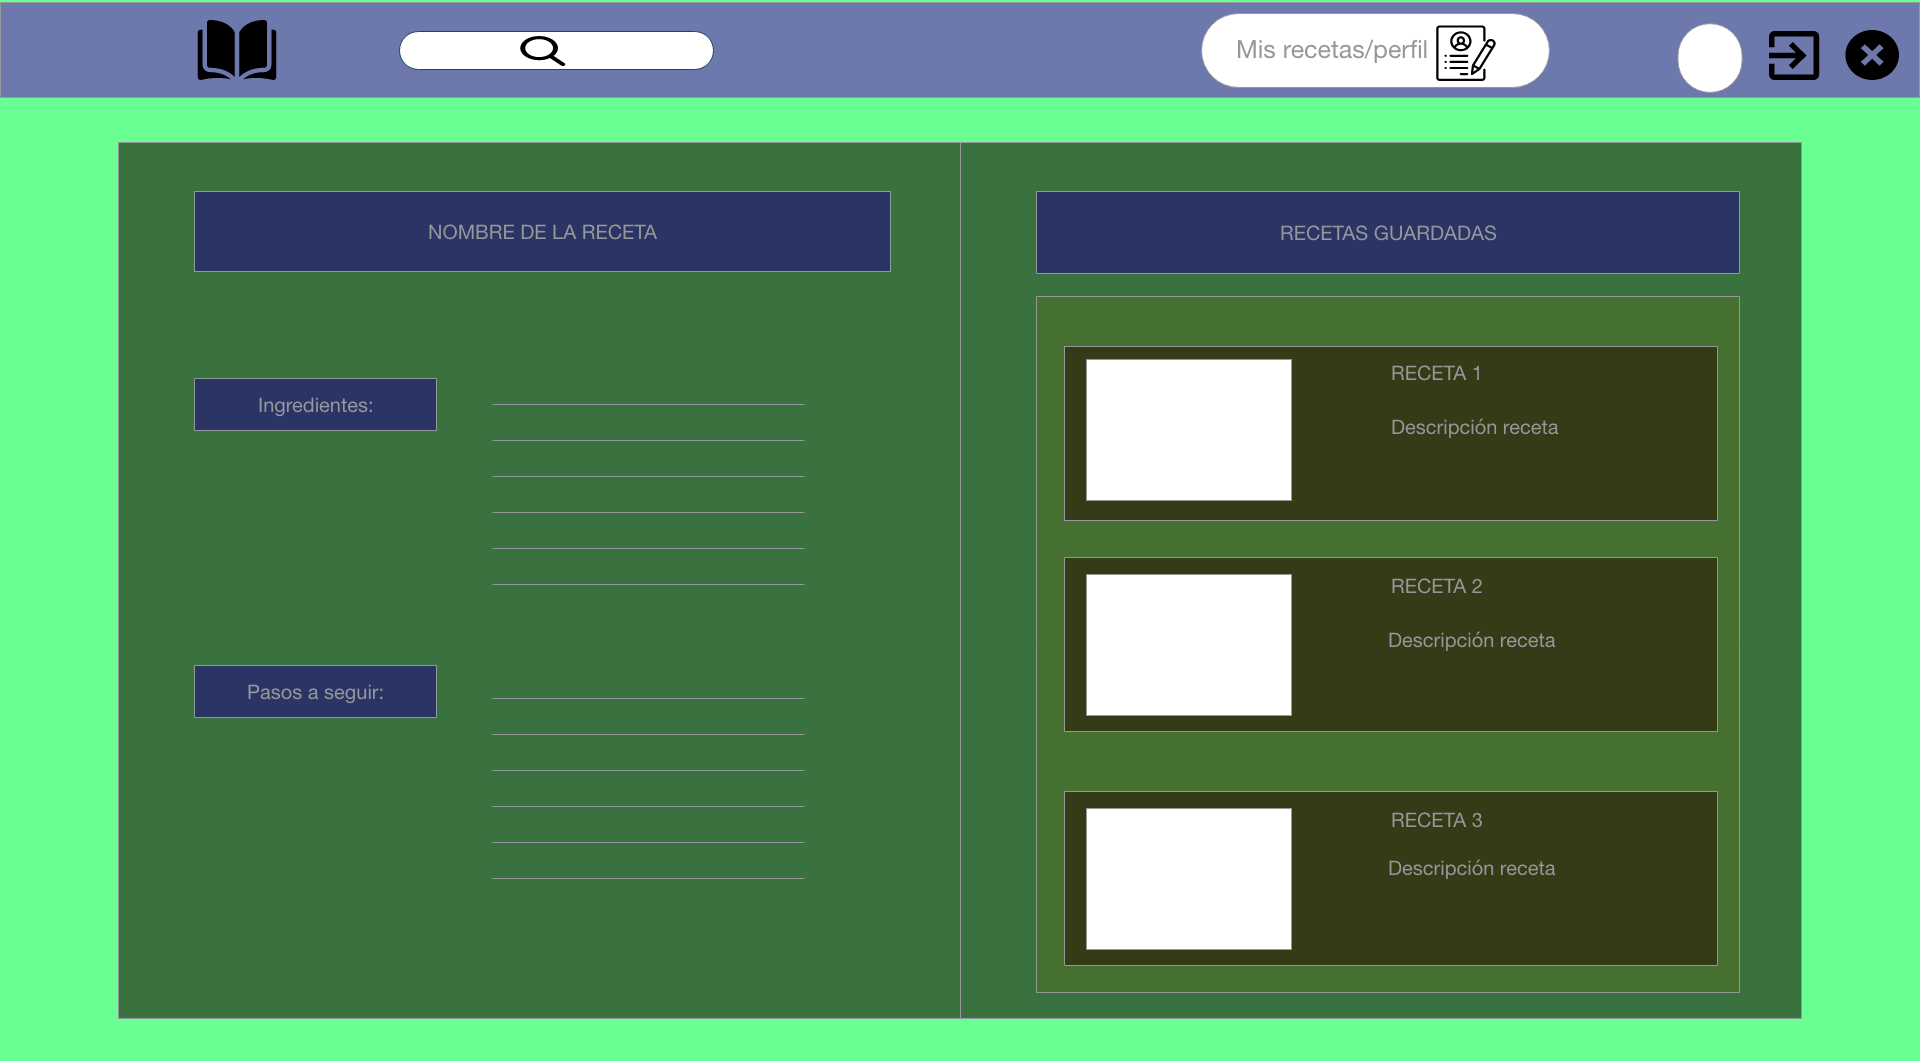 Mis recetas/perfil
NOMBRE DE LA RECETA
Ingredientes:
Pasos a seguir:
RECETAS GUARDADAS
RECETA 1
Descripción receta
RECETA 2
Descripción receta
RECETA 3
Descripción receta